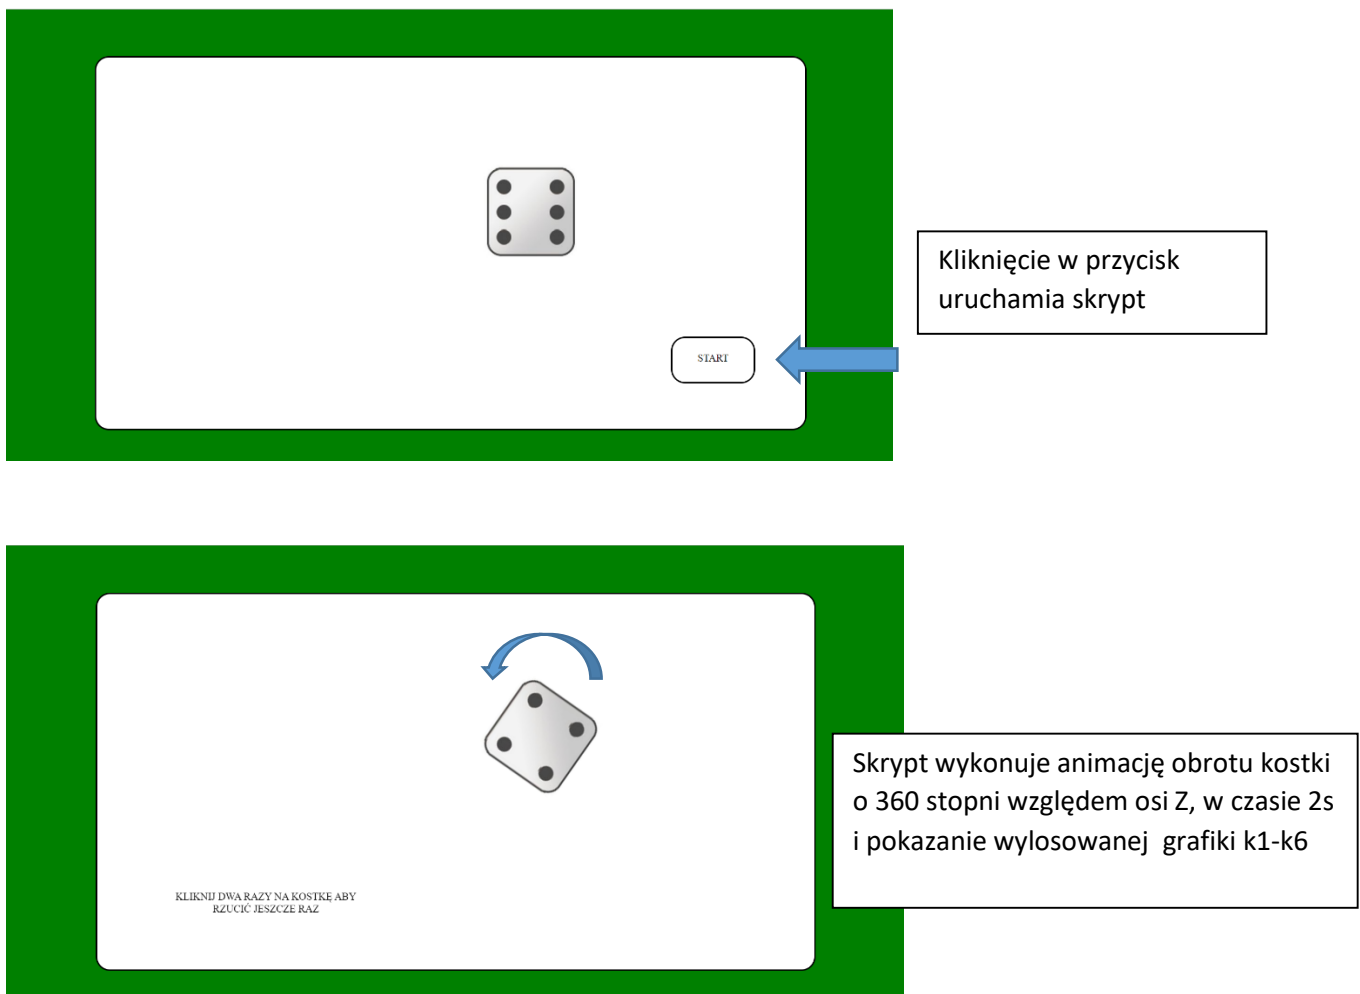 Kliknięcie w przycisk
uruchamia skrypt
START
Skrypt wykonuje animację obrotu kostki
o 360 stopni względem osi Z, w czasie 2s
i pokazanie wylosowanej grafiki k1-k6
KLIKNIJ DWA RAZY NA KOSTKĘ ABY
RZUCIĆ JESZCZE RAZ